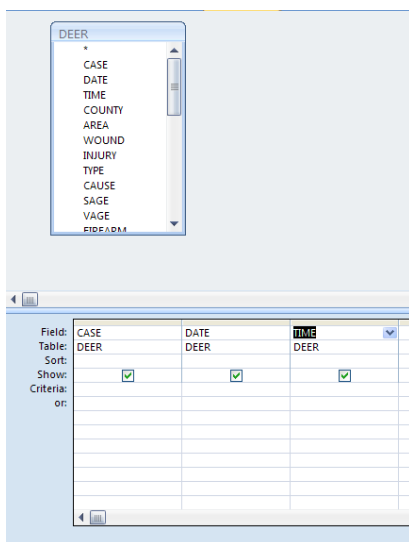 DEER
*
CASE
DATE
TIME
COUNTY
AREA
WOUND
INJURY
TYPE
CAUSE
SAGE
VAGE
FIREARM
Field: CASE DATE TIME
Table: DEER DEER DEER
Sort:
Show:
Criteria:
or: